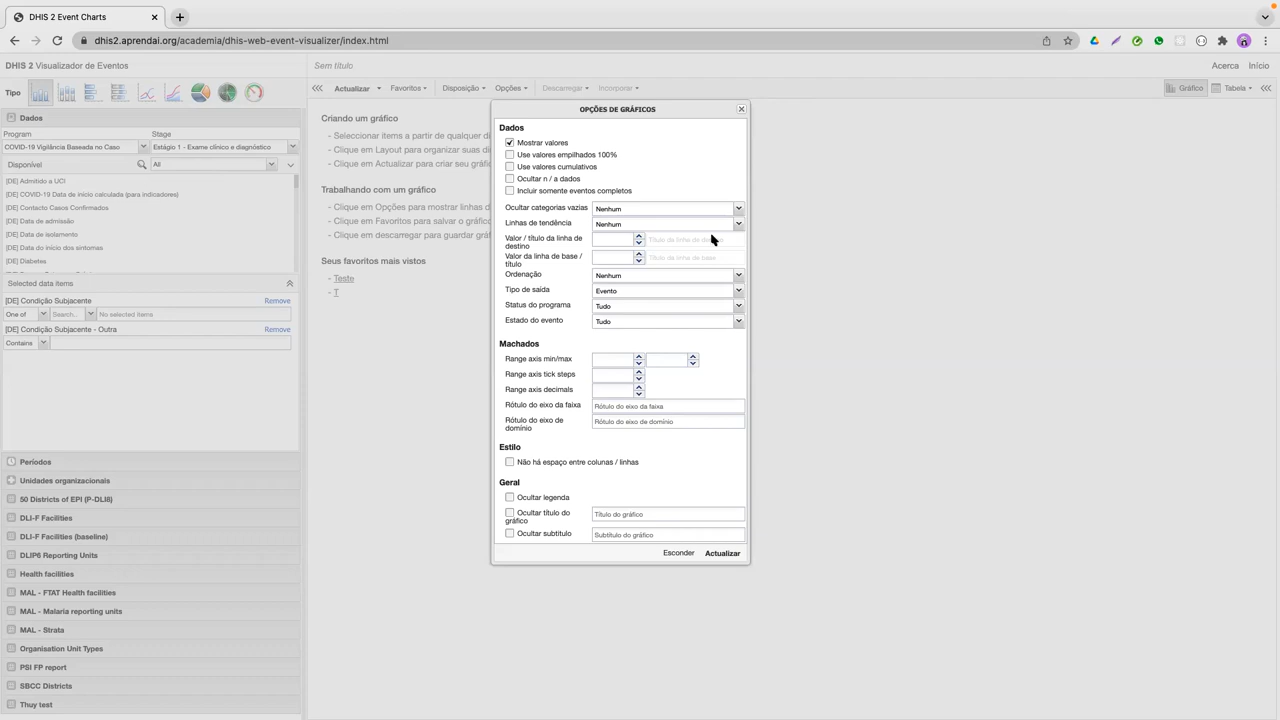 DHIS 2 Event Charts
dhis2.aprendai.org/academia/dhis-web-event-visualizer/index.html
DHIS 2 Visualizador de Eventos
Sem título
Acerca
Início
Tipo
Actualizar
Favoritos
Disposição
Opções
Descarregar
Incorporar
Gráfico
Tabela
Dados
Program
Stage
COVID-19 Vigilância Baseada no Caso
Estágio 1 - Exame clínico e diagnóstico
Disponível
All
[DE] Admitido a UCI
[DE] COVID-19 Data de início calculada (para indicadores)
[DE] Contacto Casos Confirmados
[DE] Data de admissão
[DE] Data de isolamento
[DE] Data do início dos sintomas
[DE] Diabetes
Selected data items
[DE] Condição Subjacente
Remove
One of
Search...
No selected items
[DE] Condição Subjacente - Outra
Remove
Contains
Períodos
Unidades organizacionais
50 Districts of EPI (P-DLI8)
DLI-F Facilities
DLI-F Facilities (baseline)
DLIP6 Reporting Units
Health facilities
MAL - FTAT Health facilities
MAL - Malaria reporting units
MAL - Strata
Organisation Unit Types
PSI FP report
SBCC Districts
Thuy test
Criando um gráfico
- Seleccionar items a partir de qualquer di
- Clique em Layout para organizar suas di
- Clique em Actualizar para criar seu gráfic
Trabalhando com um gráfico
- Clique em Opções para mostrar linhas d
- Clique em Favoritos para salvar o gráfic
- Clique em descarregar para guardar gráf
Seus favoritos mais vistos
- Teste
- T
OPÇÕES DE GRÁFICOS
Dados
Mostrar valores
Use valores empilhados 100%
Use valores cumulativos
Ocultar n / a dados
Incluir somente eventos completos
Ocultar categorias vazias
Nenhum
Linhas de tendência
Nenhum
Valor / título da linha de
destino
Título da linha de
Valor da linha de base /
título
Título da linha de base
Ordenação
Nenhum
Tipo de saída
Evento
Status do programa
Tudo
Estado do evento
Tudo
Machados
Range axis min/max
Range axis tick steps
Range axis decimals
Rótulo do eixo da faixa
Rótulo do eixo da faixa
Rótulo do eixo de
domínio
Rótulo do eixo de domínio
Estilo
Não há espaço entre colunas / linhas
Geral
Ocultar legenda
Ocultar título do
gráfico
Título do gráfico
Ocultar subtitulo
Subtítulo do gráfico
Esconder
Actualizar